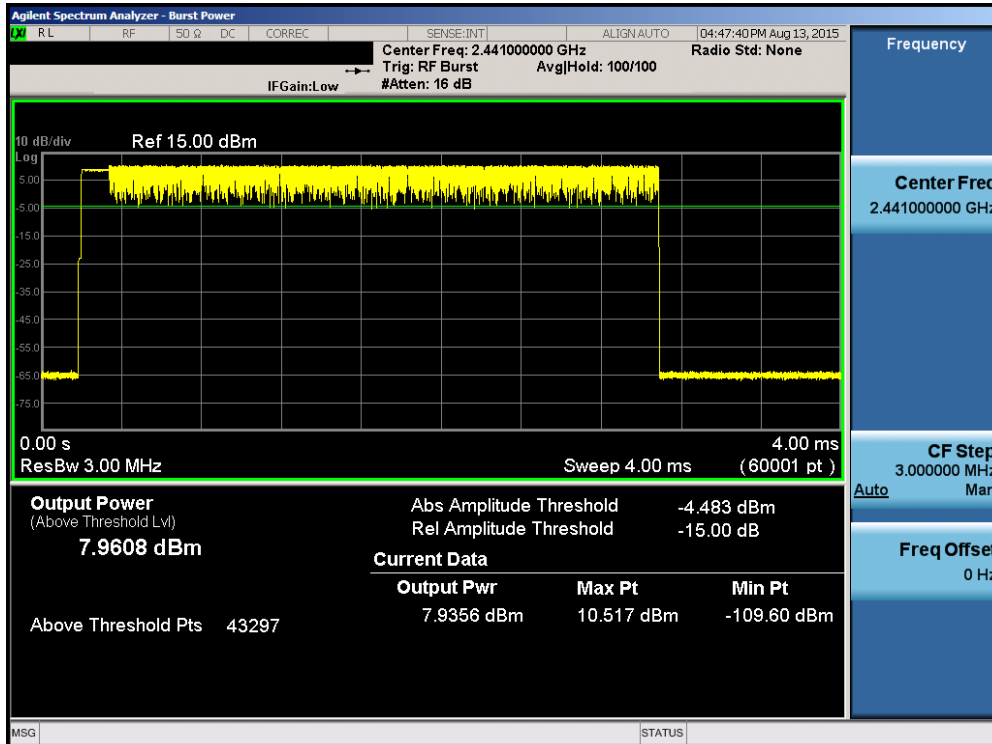 Agilent Spectrum Analyzer - Burst Power
LXI RL RF 50 Ω DC CORREC SENSE:INT ALIGN AUTO 04:47:40 PM Aug 13, 2015
Center Freq: 2.441000000 GHz Radio Std: None
Trig: RF Burst Avg|Hold: 100/100
IFGain:Low #Atten: 16 dB
10 dB/div Ref 15.00 dBm
Log
5.00
-5.00
-15.0
-25.0
-35.0
-45.0
-55.0
-65.0
-75.0
0.00 s 4.00 ms
ResBw 3.00 MHz Sweep 4.00 ms (60001 pt)
Output Power
(Above Threshold Lvl)
7.9608 dBm
Above Threshold Pts 43297
Abs Amplitude Threshold -4.483 dBm
Rel Amplitude Threshold -15.00 dB
Current Data
Output Pwr Max Pt Min Pt
7.9356 dBm 10.517 dBm -109.60 dBm
Frequency
Center Freq
2.441000000 GHz
CF Step
3.000000 MHz
Auto Man
Freq Offset
0 Hz
MSG STATUS